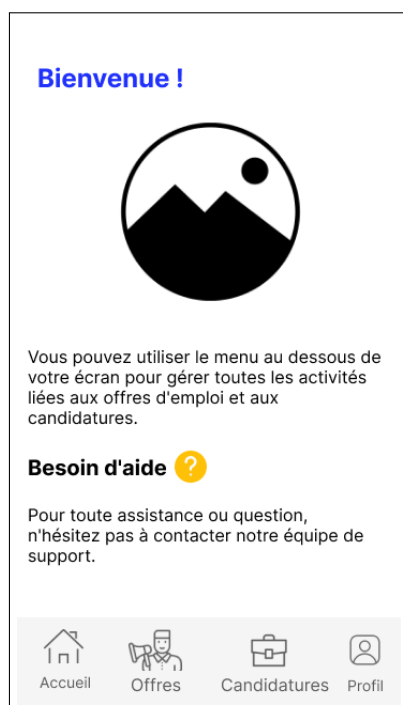 Bienvenue !
Vous pouvez utiliser le menu au dessous de
votre écran pour gérer toutes les activités
liées aux offres d'emploi et aux
candidatures.
Besoin d'aide ?
Pour toute assistance ou question,
n'hésitez pas à contacter notre équipe de
support.
Accueil Offres Candidatures Profil